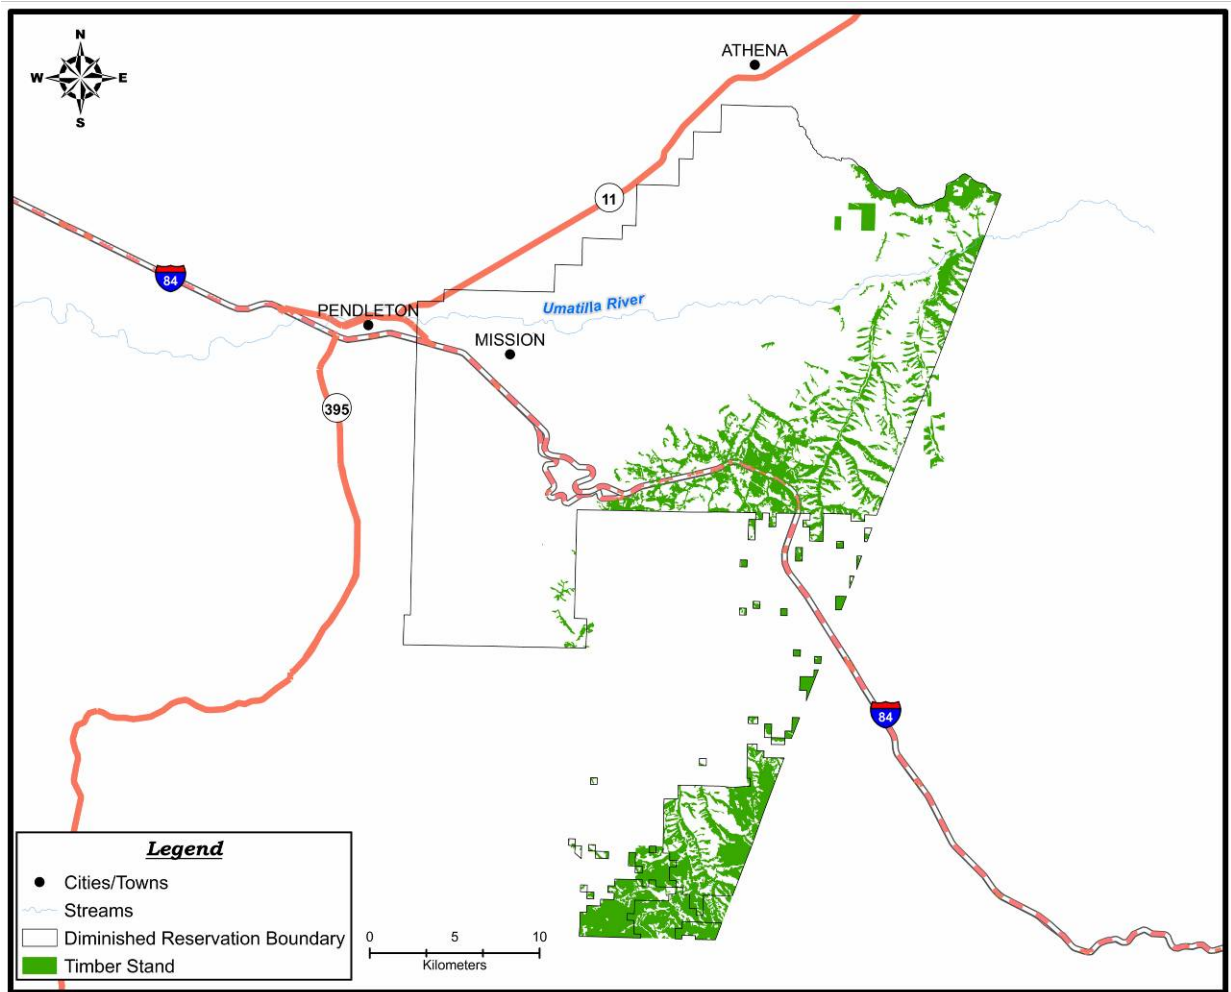 N
W E
S
ATHENA
11
84
PENDLETON
Umatilla River
MISSION
395
84
Legend
Cities/Towns
Streams
Diminished Reservation Boundary
Timber Stand
0 5 10
Kilometers